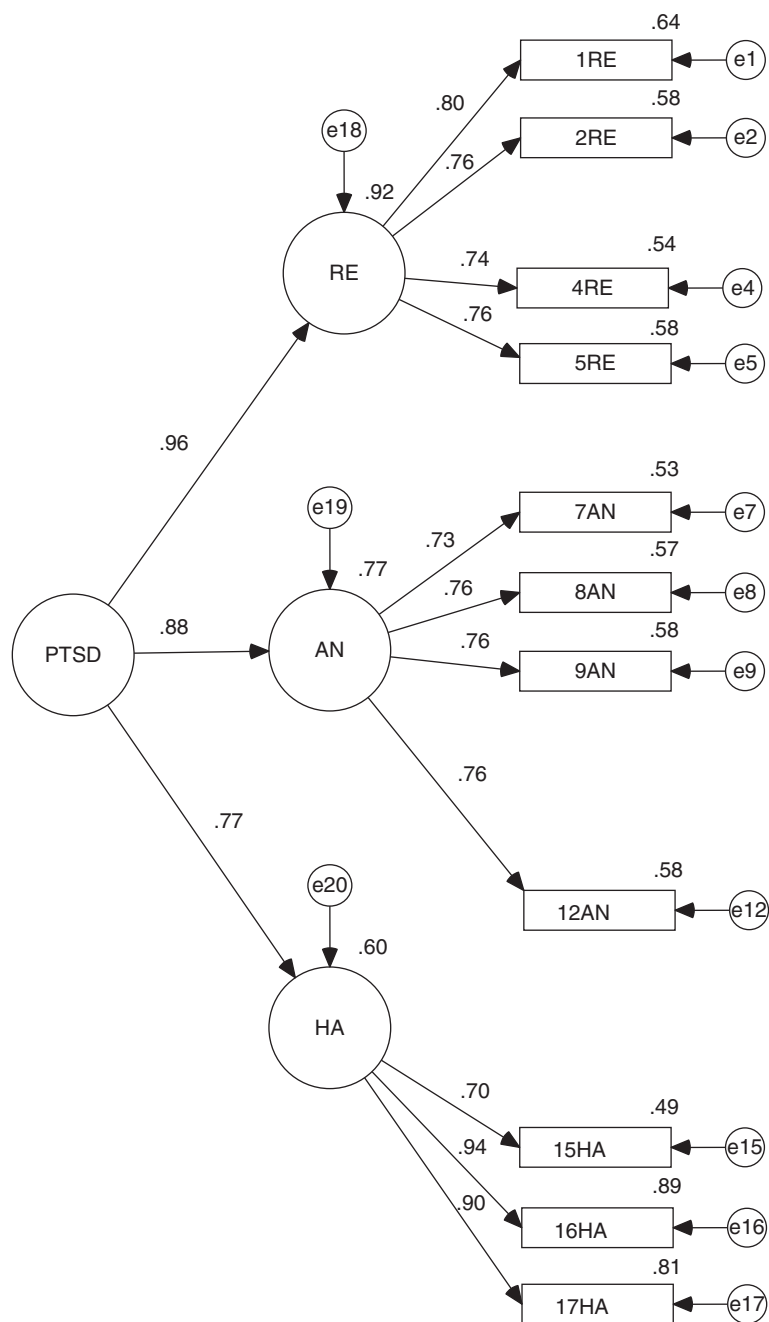 .64
1RE
e1
.80
.58
e18
2RE
e2
.76
.92
RE
.54
.74
4RE
e4
.76
.58
5RE
e5
.96
.53
e19
7AN
e7
.73
.57
.77
.76
8AN
e8
.88
.58
PTSD
AN
.76
9AN
e9
.76
.77
.58
e20
12AN
e12
.60
HA
.70
.49
15HA
e15
.94
.89
.90
16HA
e16
.81
17HA
e17